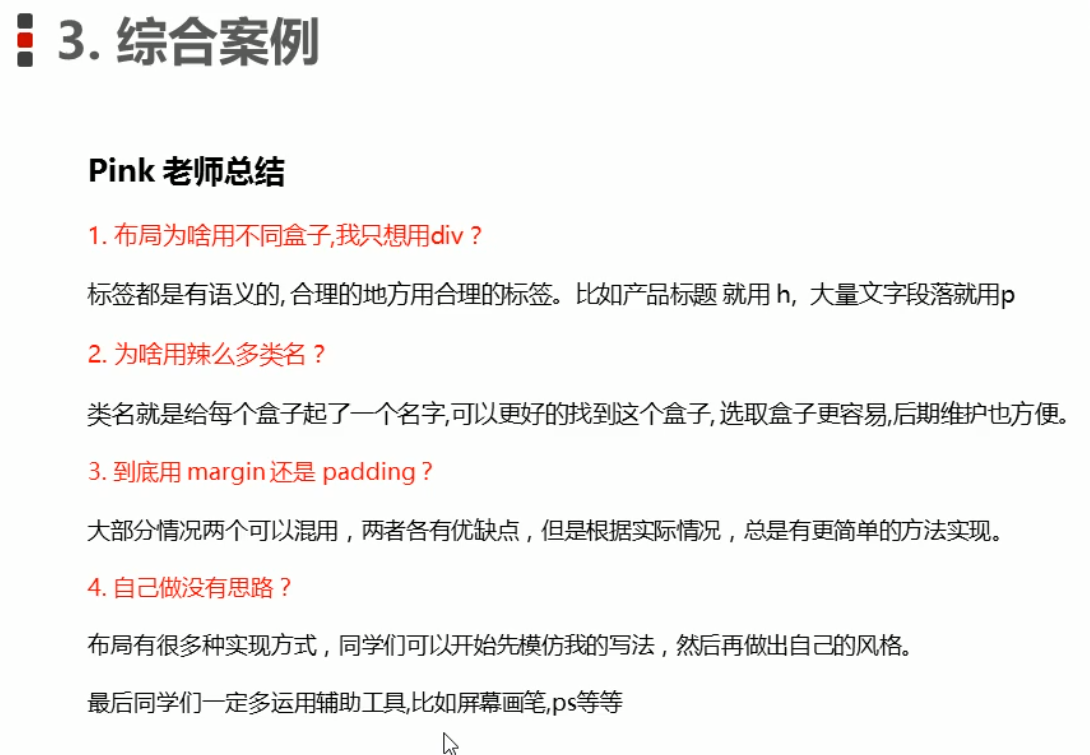 3. 综合案例
Pink 老师总结
1. 布局为啥用不同盒子,我只想用div？
标签都是有语义的, 合理的地方用合理的标签。比如产品标题 就用 h, 大量文字段落就用p
2. 为啥用辣么多类名？
类名就是给每个盒子起了一个名字,可以更好的找到这个盒子, 选取盒子更容易,后期维护也方便。
3. 到底用 margin 还是 padding？
大部分情况两个可以混用，两者各有优缺点，但是根据实际情况，总是有更简单的方法实现。
4. 自己做没有思路？
布局有很多种实现方式，同学们可以开始先模仿我的写法，然后再做出自己的风格。
最后同学们一定多运用辅助工具,比如屏幕画笔,ps等等